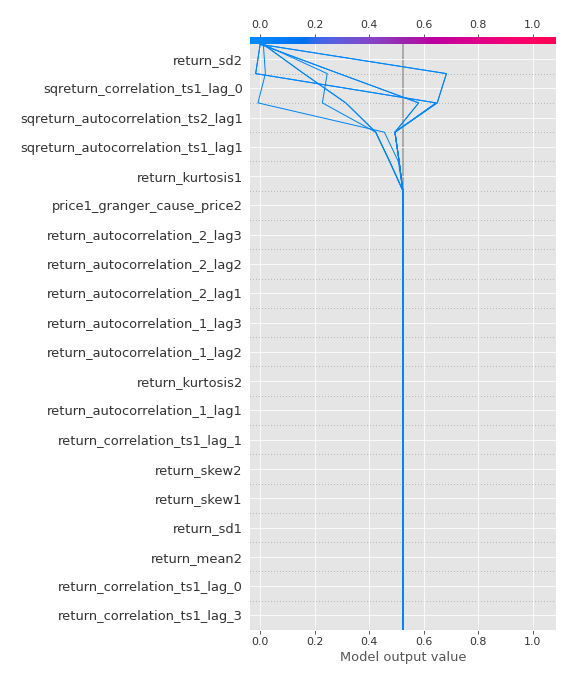 0.0 0.2 0.4 0.6 0.8 1.0
return_sd2
sqreturn_correlation_ts1_lag_0
sqreturn_autocorrelation_ts2_lag1
sqreturn_autocorrelation_ts1_lag1
return_kurtosis1
price1_granger_cause_price2
return_autocorrelation_2_lag3
return_autocorrelation_2_lag2
return_autocorrelation_2_lag1
return_autocorrelation_1_lag3
return_autocorrelation_1_lag2
return_kurtosis2
return_autocorrelation_1_lag1
return_correlation_ts1_lag_1
return_skew2
return_skew1
return_sd1
return_mean2
return_correlation_ts1_lag_0
return_correlation_ts1_lag_3
0.0 0.2 0.4 0.6 0.8 1.0
Model output value